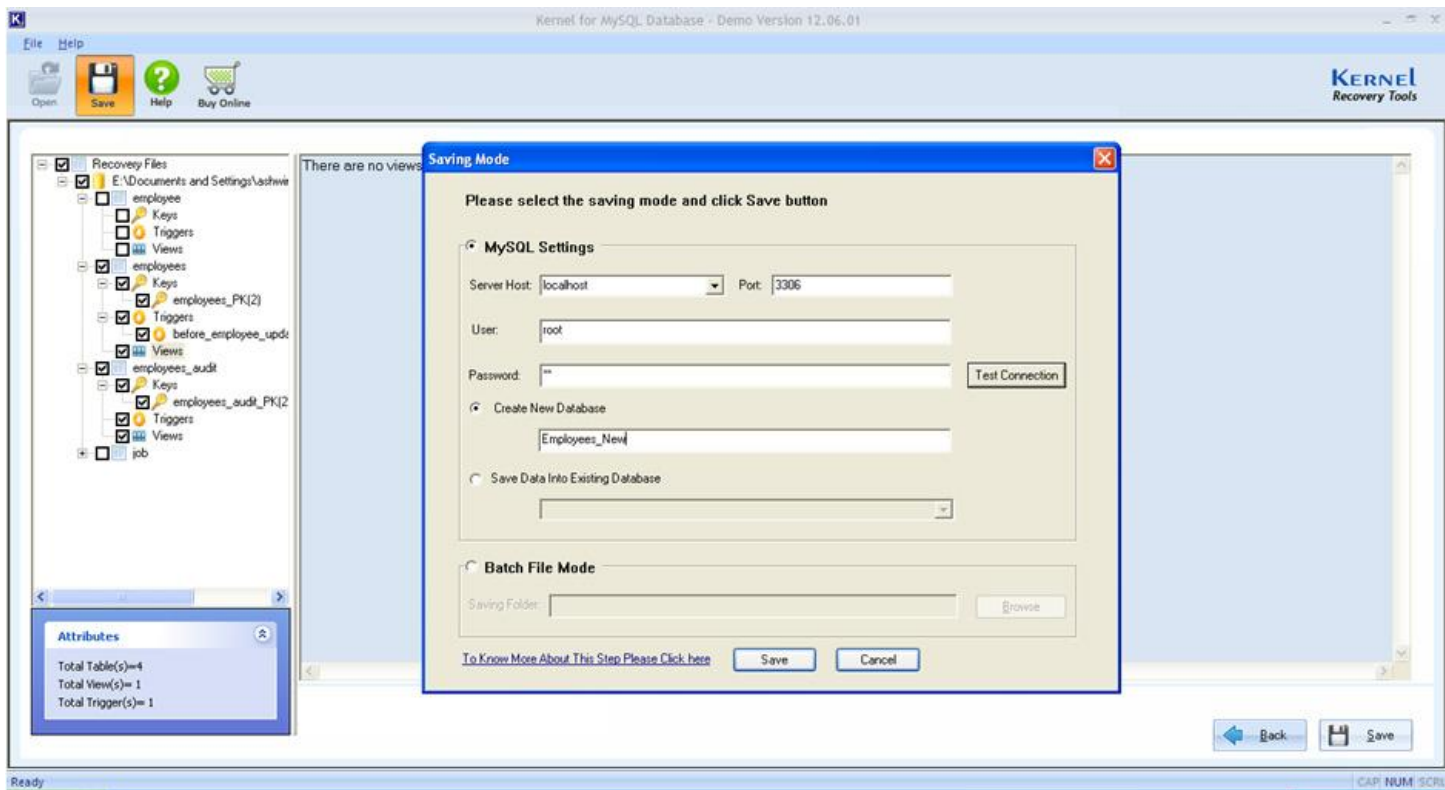 Kernel for MySQL Database - Demo Version 12.06.01
File Help
Open Save Help Buy Online
KERNEL
Recovery Tools
Recovery Files
E:\Documents and Settings\ashwin
employee
Keys
Triggers
Views
employees
Keys
employees_PK(2)
Triggers
before_employee_upda
Views
employees_audit
Keys
employees_audit_PK(2
Triggers
Views
job
There are no views
Saving Mode
Please select the saving mode and click Save button
MySQL Settings
Server Host: localhost Port: 3306
User: root
Password: ** Test Connection
Create New Database
Employees_New
Save Data Into Existing Database
Batch File Mode
Saving Folder: Browse
To Know More About This Step Please Click here Save Cancel
Attributes
Total Table(s)=4
Total View(s)= 1
Total Trigger(s)= 1
Back Save
Ready CAP NUM SCRL